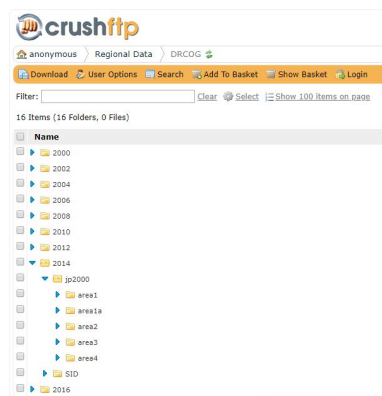 crushftp
anonymous Regional Data DRCOG
Download User Options Search Add To Basket Show Basket Login
Filter: Clear Select Show 100 items on page
16 Items (16 Folders, 0 Files)
Name
2000
2002
2004
2006
2008
2010
2012
2014
jp2000
area1
area1a
area2
area3
area4
SID
2016